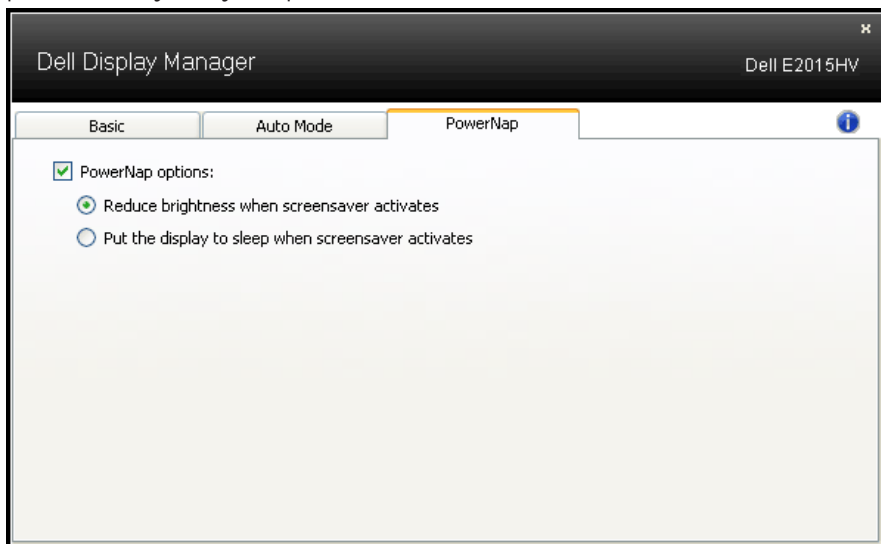 x
Dell Display Manager
Dell E2015HV
Basic
Auto Mode
PowerNap
i
PowerNap options:
Reduce brightness when screensaver activates
Put the display to sleep when screensaver activates